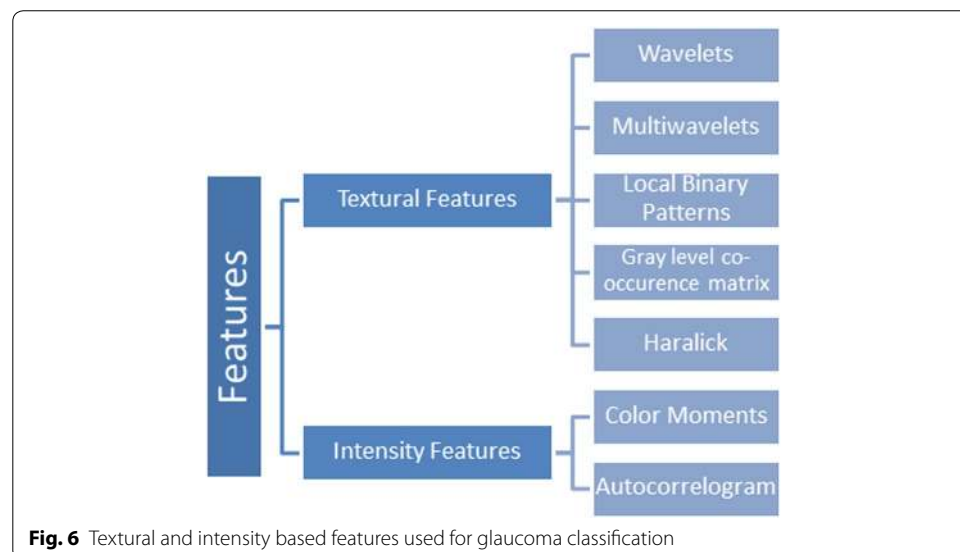 Features
Textural Features
Wavelets
Multiwavelets
Local Binary
Patterns
Gray level co-
occurence matrix
Haralick
Intensity Features
Color Moments
Autocorrelogram
Fig. 6 Textural and intensity based features used for glaucoma classification